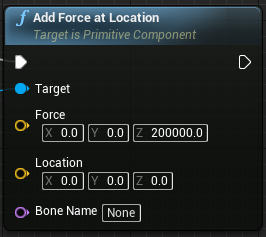 Add Force at Location
Target is Primitive Component
Target
Force
X 0.0 Y 0.0 Z 200000.0
Location
X 0.0 Y 0.0 Z 0.0
Bone Name None